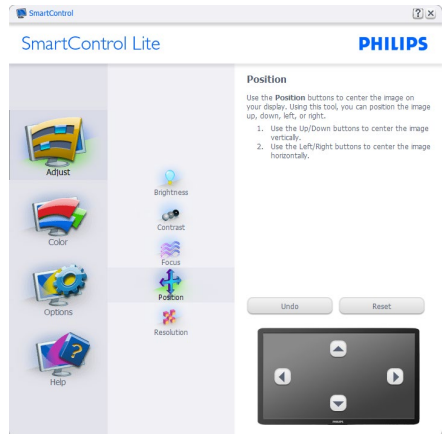 SmartControl
SmartControl Lite
PHILIPS
Adjust
Color
Options
Help
Brightness
Contrast
Focus
Position
Resolution
Position
Use the Position buttons to center the image on
your display. Using this tool, you can position the image
up, down, left, or right.
1. Use the Up/Down buttons to center the image
vertically.
2. Use the Left/Right buttons to center the image
horizontally.
Undo
Reset
PHILIPS